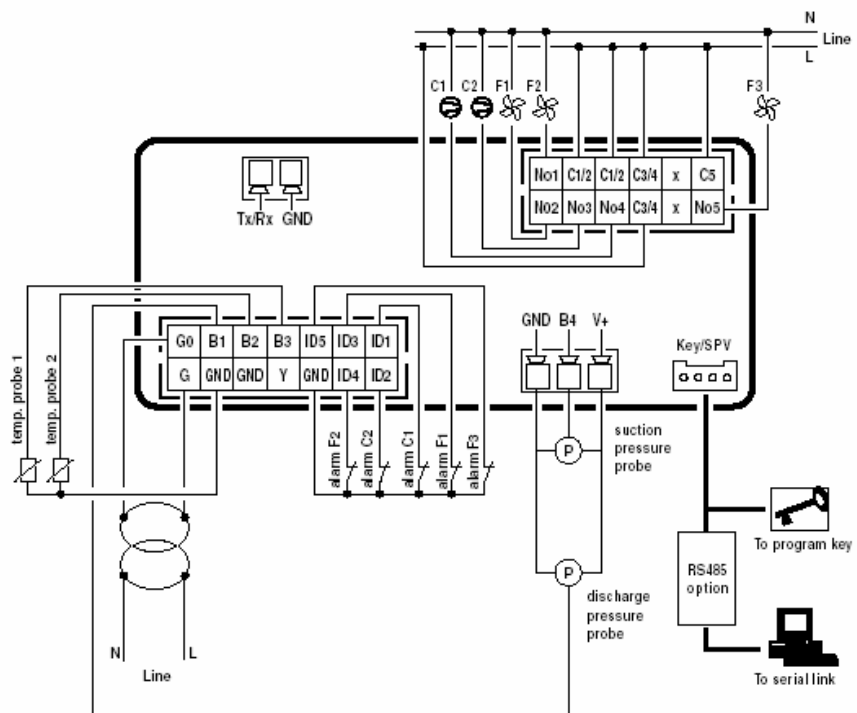 N
Line
L
C1 C2 F1 F2 F3
No1 C1/2 C1/2 C3/4 x C5
No2 No3 No4 C3/4 x No5
Tx/Rx GND
GND B4 V+
Key/SPV
G0 B1 B2 B3 ID5 ID3 ID1
G GND GND Y GND ID4 ID2
temp. probe 1
temp. probe 2
alarm F2
alarm C2
alarm C1
alarm F1
alarm F3
P
suction
pressure
probe
To program key
RS485
option
P
discharge
pressure
probe
N L
Line
To serial link